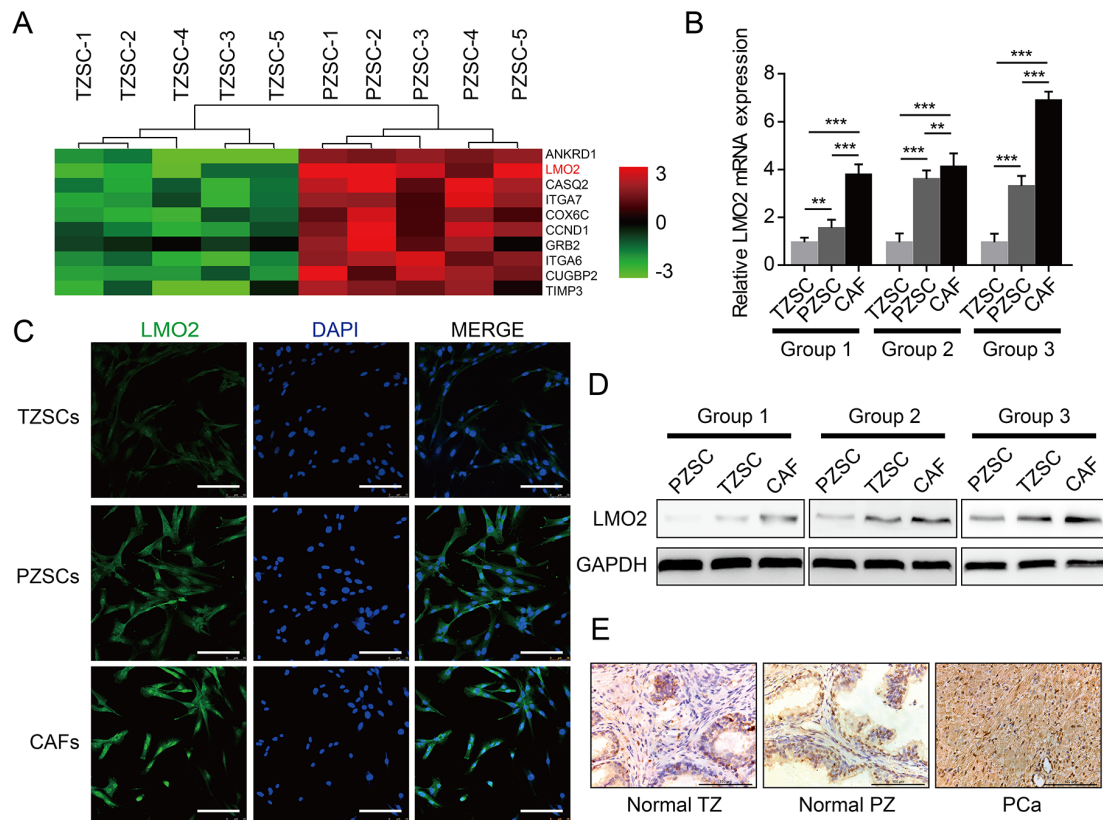 A
TZSC-1
TZSC-2
TZSC-4
TZSC-3
TZSC-5
PZSC-1
PZSC-2
PZSC-3
PZSC-4
PZSC-5
ANKRD1
LMO2
CASQ2
ITGA7
COX6C
CCND1
GRB2
ITGA6
CUGBP2
TIMP3
3
0
-3
B
Relative LMO2 mRNA expression
8
6
4
2
0
** *** ***
*** ** ***
*** *** ***
TZSC PZSC CAF TZSC PZSC CAF TZSC PZSC CAF
Group 1 Group 2 Group 3
C
LMO2 DAPI MERGE
TZSCs
PZSCs
CAFs
D
Group 1 Group 2 Group 3
PZSC TZSC CAF PZSC TZSC CAF PZSC TZSC CAF
LMO2
GAPDH
E
Normal TZ Normal PZ PCa